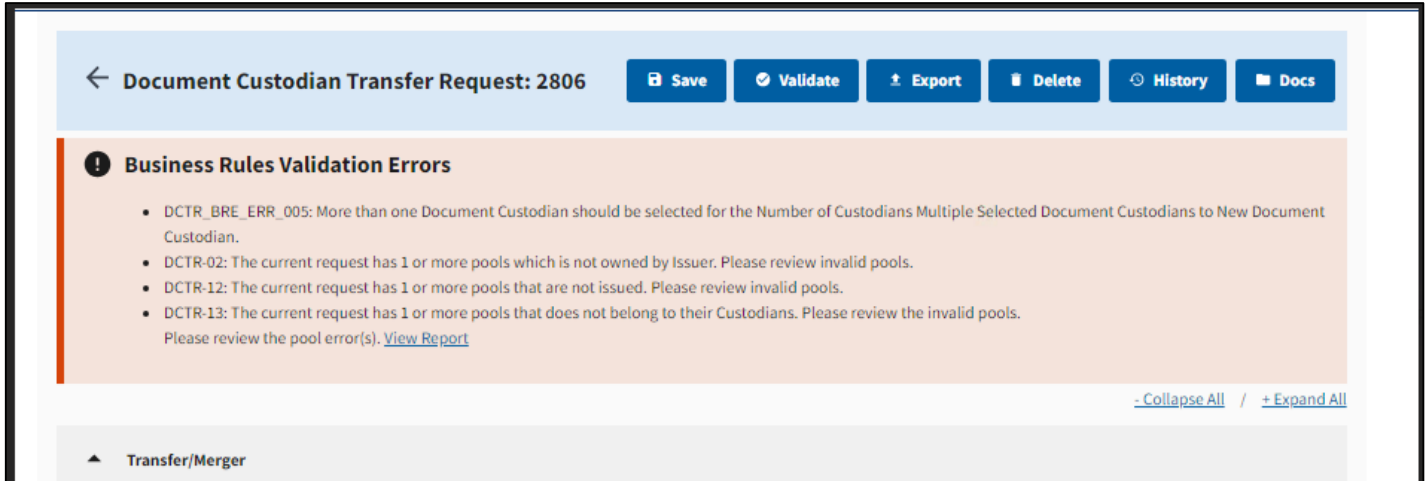 Document Custodian Transfer Request: 2806
Save
Validate
Export
Delete
History
Docs
Business Rules Validation Errors
• DCTR_BRE_ERR_005: More than one Document Custodian should be selected for the Number of Custodians Multiple Selected Document Custodians to New Document
Custodian.
• DCTR-02: The current request has 1 or more pools which is not owned by Issuer. Please review invalid pools.
• DCTR-12: The current request has 1 or more pools that are not issued. Please review invalid pools.
• DCTR-13: The current request has 1 or more pools that does not belong to their Custodians. Please review the invalid pools.
Please review the pool error(s). View Report
- Collapse All / + Expand All
Transfer/Merger